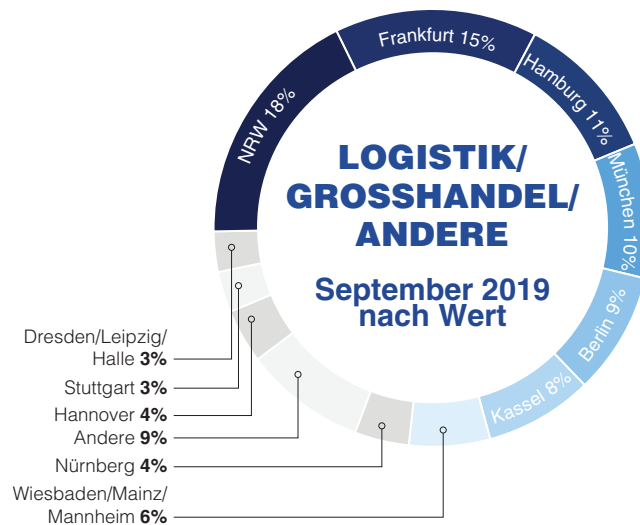 NRW 18%
Frankfurt 15%
Hamburg 11%
München 10%
Berlin 9%
Kassel 8%
LOGISTIK/
GROSSHANDEL/
ANDERE
September 2019
nach Wert
Dresden/Leipzig/
Halle 3%
Stuttgart 3%
Hannover 4%
Andere 9%
Nürnberg 4%
Wiesbaden/Mainz/
Mannheim 6%